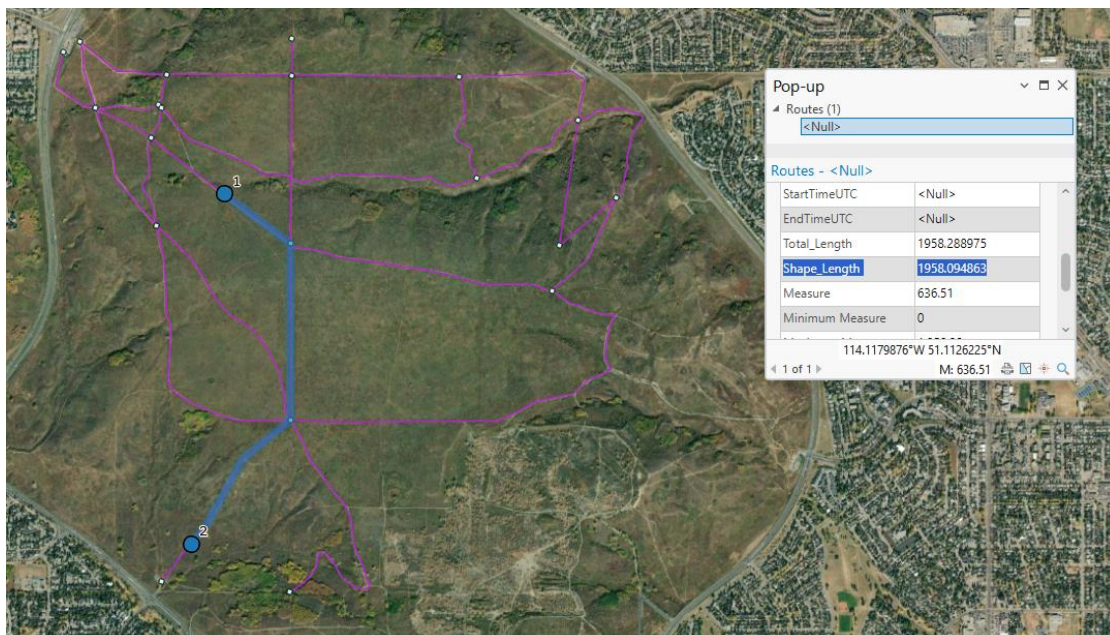 1
2
Pop-up
Routes (1)
<Null>
Routes - <Null>
StartTimeUTC <Null>
EndTimeUTC <Null>
Total_Length 1958.288975
Shape_Length 1958.094863
Measure 636.51
Minimum Measure 0
114.1179876°W 51.1126225°N
1 of 1 M: 636.51